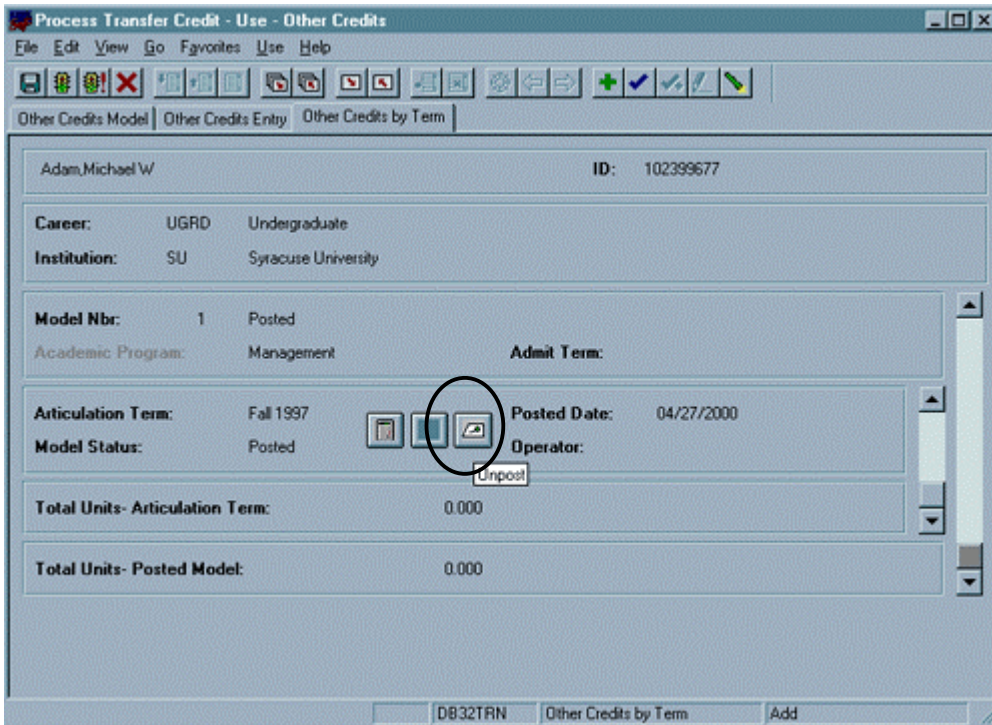 Process Transfer Credit - Use - Other Credits
File Edit View Go Favorites Use Help
Other Credits Model Other Credits Entry Other Credits by Term
Adam,Michael W ID: 102399677
Career: UGRD Undergraduate
Institution: SU Syracuse University
Model Nbr: 1 Posted
Academic Program: Management Admit Term:
Articulation Term: Fall 1997 Posted Date: 04/27/2000
Model Status: Posted Operator:
Unpost
Total Units- Articulation Term: 0.000
Total Units- Posted Model: 0.000
DB32TRN Other Credits by Term Add